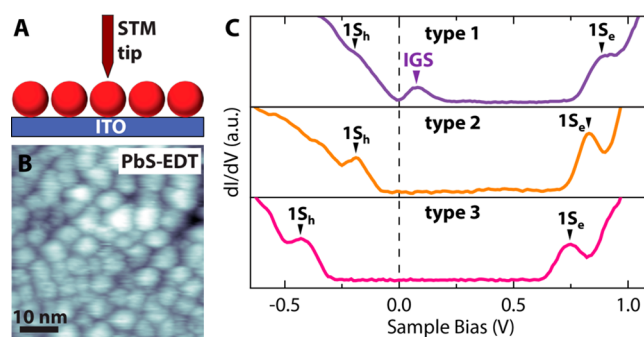 A
STM
tip
ITO
B
PbS-EDT
10 nm
C
1Sh
type 1
1Se
IGS
1Sh
type 2
1Se
1Sh
type 3
1Se
dI/dV (a.u.)
-0.5
0.0
0.5
1.0
Sample Bias (V)